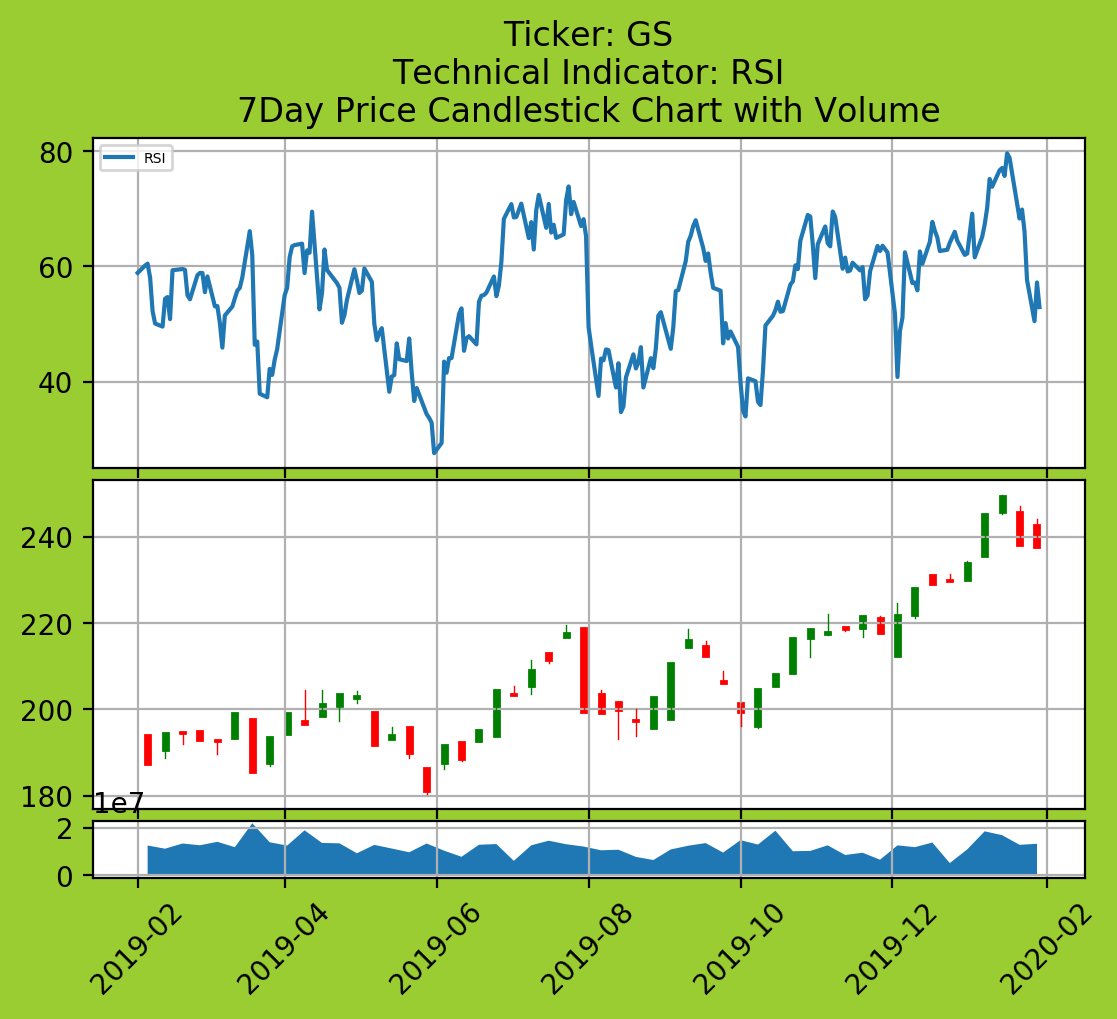 Ticker: GS
Technical Indicator: RSI
7Day Price Candlestick Chart with Volume
80
RSI
60
40
240
220
200
180
1e7
2
0
2019-02 2019-04 2019-06 2019-08 2019-10 2019-12 2020-02